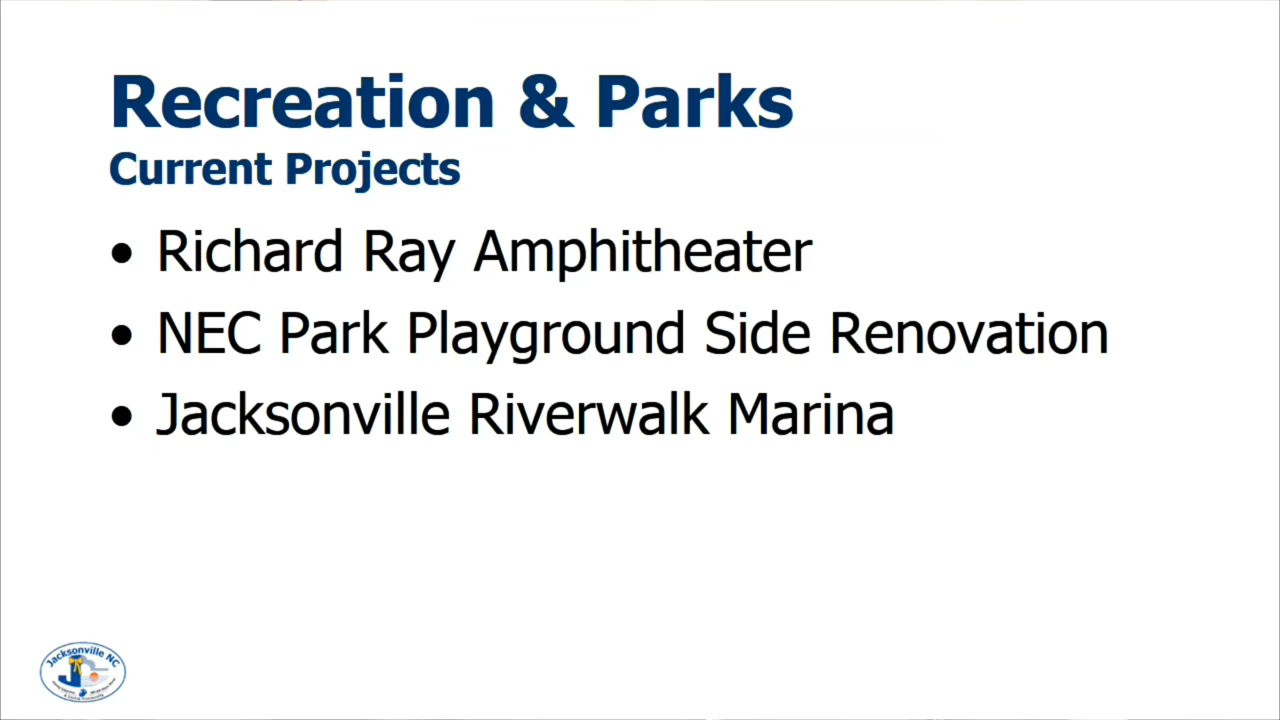 Recreation & Parks
Current Projects
• Richard Ray Amphitheater
• NEC Park Playground Side Renovation
• Jacksonville Riverwalk Marina
Jacksonville NC